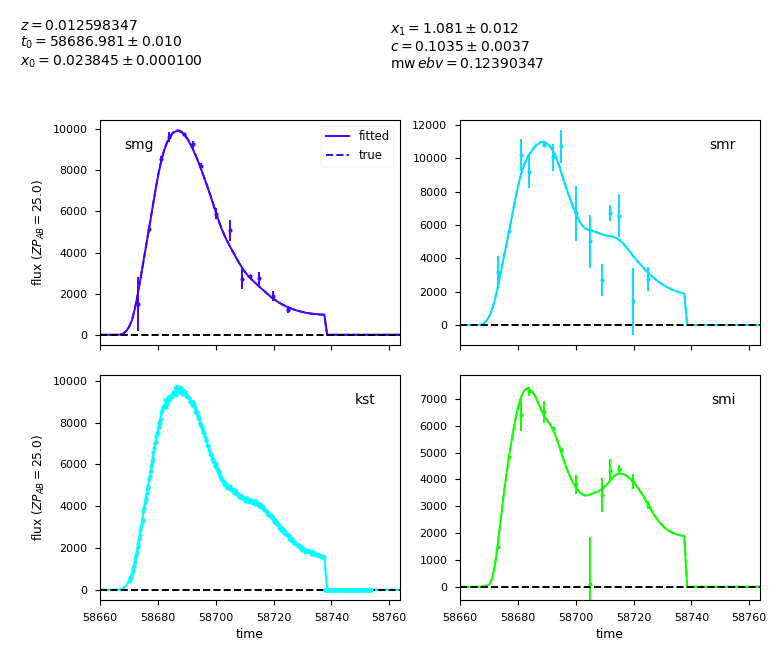 z = 0.012598347
t₀ = 58686.981 ± 0.010
x₀ = 0.023845 ± 0.000100
x₁ = 1.081 ± 0.012
c = 0.1035 ± 0.0037
mw ebv = 0.12390347
10000
8000
6000
4000
2000
0
flux (ZP_AB = 25.0)
smg
fitted
true
12000
10000
8000
6000
4000
2000
0
smr
10000
8000
6000
4000
2000
0
flux (ZP_AB = 25.0)
kst
58660
58680
58700
58720
58740
58760
time
7000
6000
5000
4000
3000
2000
1000
0
smi
58660
58680
58700
58720
58740
58760
time